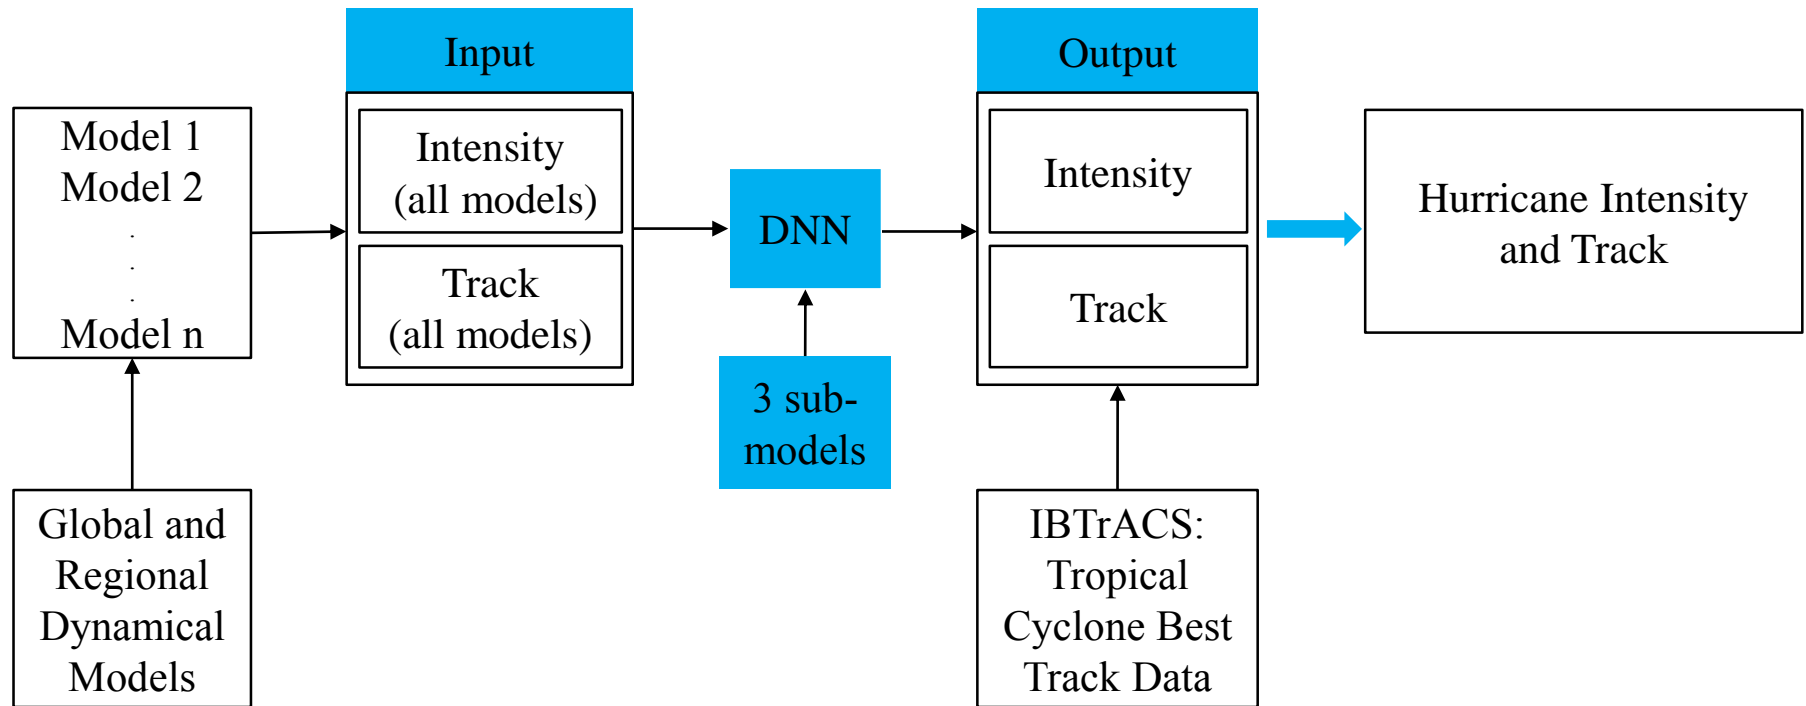 Input
Output
Model 1
Model 2
.
.
.
Model n
Intensity
(all models)
Track
(all models)
DNN
3 sub-
models
Intensity
Track
Hurricane Intensity
and Track
Global and
Regional
Dynamical
Models
IBTrACS:
Tropical
Cyclone Best
Track Data